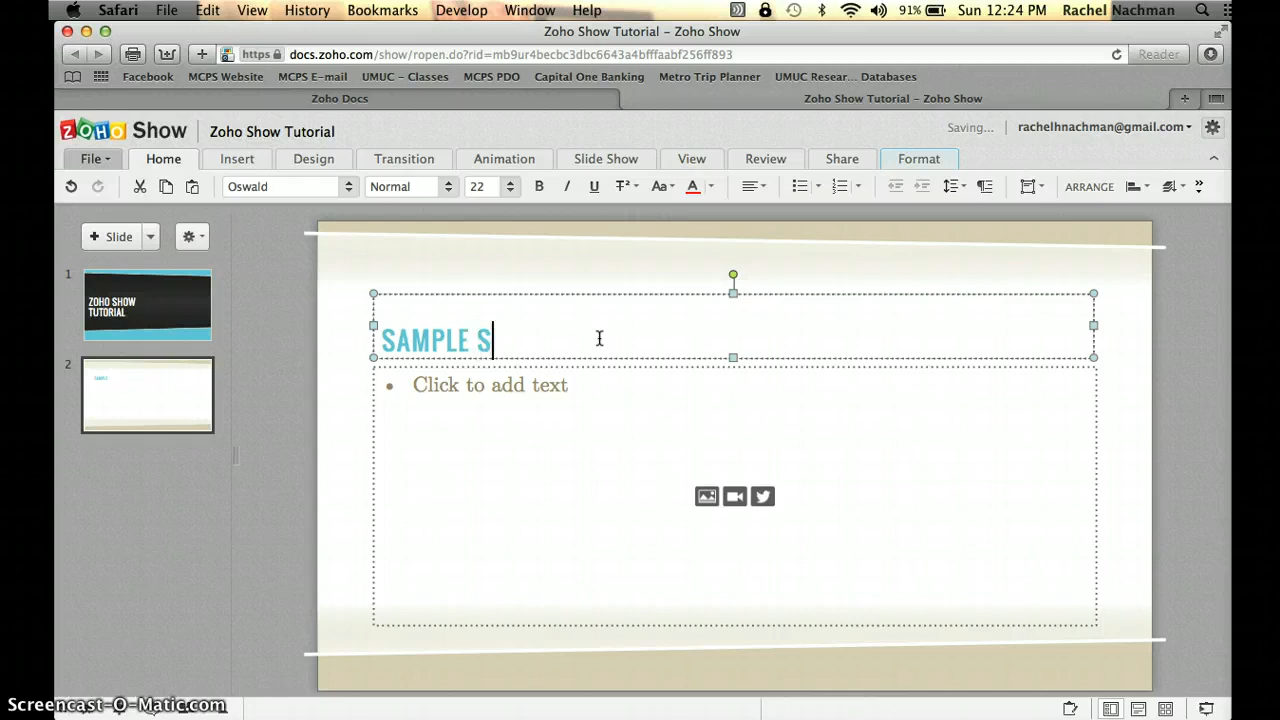 Safari File Edit View History Bookmarks Develop Window Help 91% Sun 12:24 PM Rachel Nachman
Zoho Show Tutorial – Zoho Show
https docs.zoho.com/show/ropen.do?rid=mb9ur4becbc3dbc6643a4bfffaabf256ff893 Reader
Facebook MCPS Website MCPS E-mail UMUC - Classes MCPS PDO Capital One Banking Metro Trip Planner UMUC Resear... Databases
Zoho Docs Zoho Show Tutorial – Zoho Show
ZOHO Show Zoho Show Tutorial Saving... rachelhnachman@gmail.com
File Home Insert Design Transition Animation Slide Show View Review Share Format
Oswald Normal 22 B I U T Aa A ARRANGE
+ Slide
1
ZOHO SHOW
TUTORIAL
2
SAMPLE
SAMPLE S
• Click to add text
Screencast-O-Matic.com